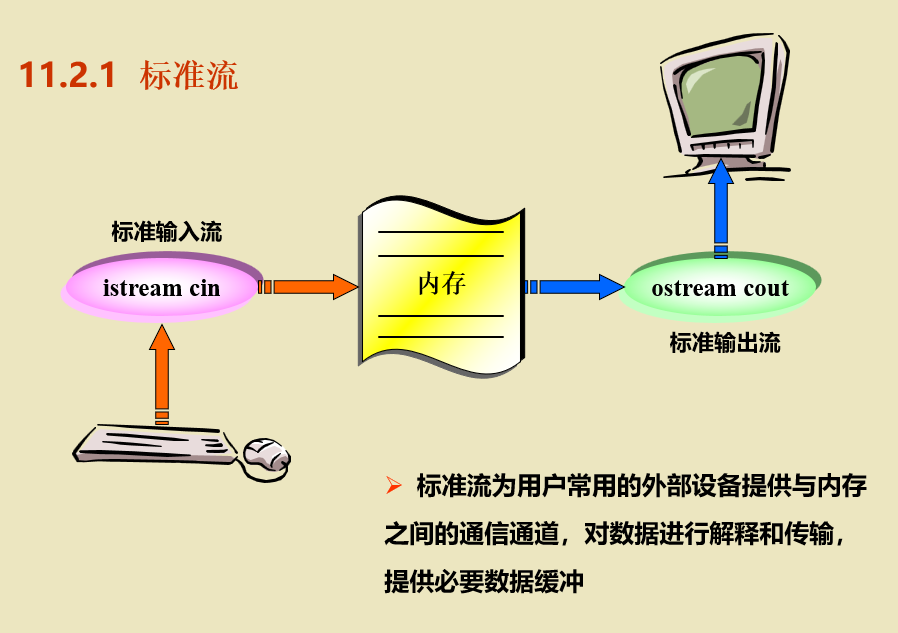 11.2.1 标准流
标准输入流
istream cin
内存
ostream cout
标准输出流
标准流为用户常用的外部设备提供与内存
之间的通信通道，对数据进行解释和传输，
提供必要数据缓冲